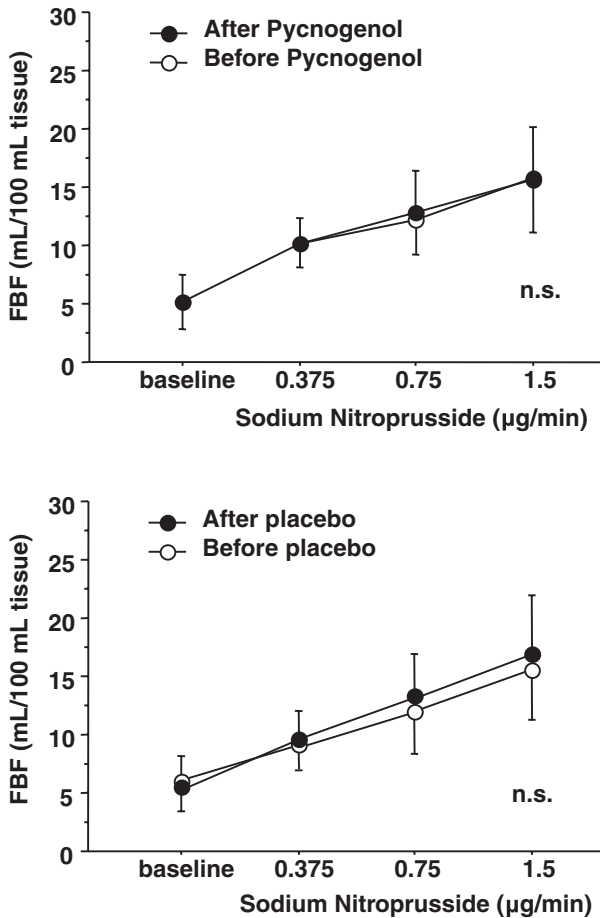 30
25
20
15
10
5
0
FBF (mL/100 mL tissue)
After Pycnogenol
Before Pycnogenol
n.s.
baseline 0.375 0.75 1.5
Sodium Nitroprusside (µg/min)
30
25
20
15
10
5
0
FBF (mL/100 mL tissue)
After placebo
Before placebo
n.s.
baseline 0.375 0.75 1.5
Sodium Nitroprusside (µg/min)